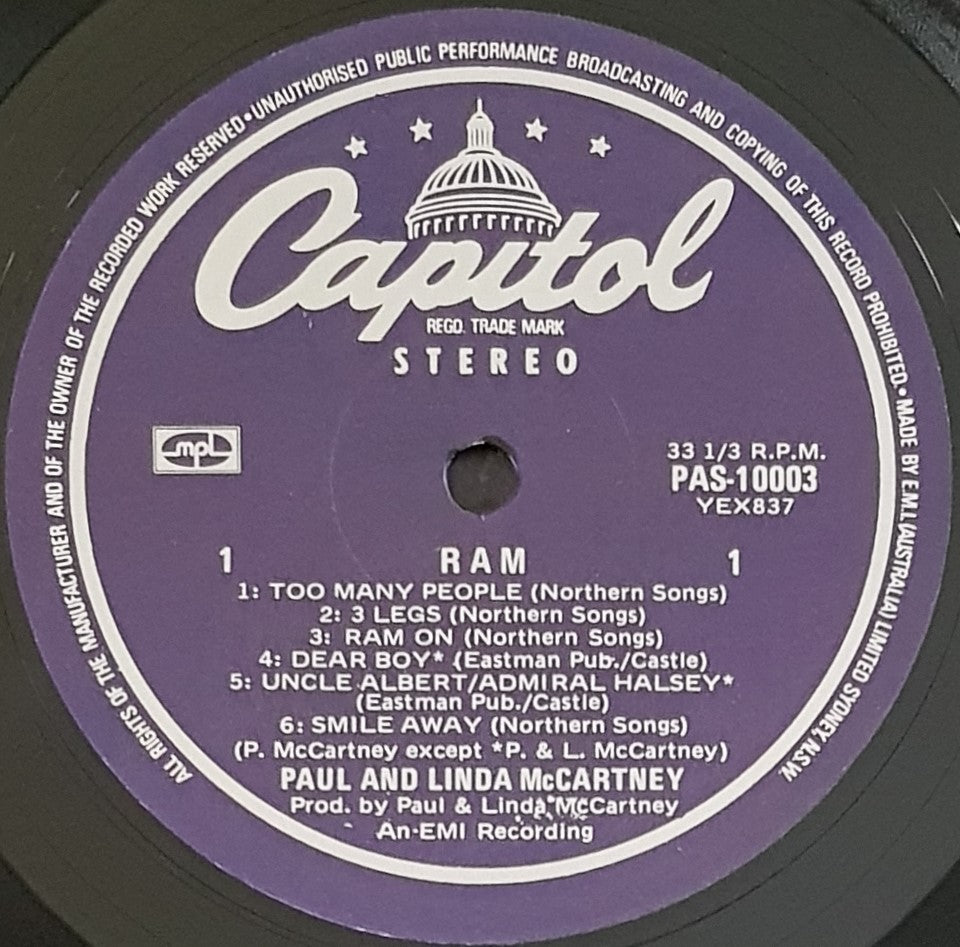 ALL RIGHTS OF THE MANUFACTURER AND OF THE OWNER OF THE RECORDED WORK RESERVED•UNAUTHORISED PUBLIC PERFORMANCE BROADCASTING AND COPYING OF THIS RECORD PROHIBITED.•MADE BY E.M.I. (AUSTRALIA) LIMITED SYDNEY, N.S.W.
Capitol
REGD. TRADE MARK
STEREO
mpl
33 1/3 R.P.M.
PAS-10003
YEX837
1 RAM 1
1: TOO MANY PEOPLE (Northern Songs)
2: 3 LEGS (Northern Songs)
3: RAM ON (Northern Songs)
4: DEAR BOY* (Eastman Pub./Castle)
5: UNCLE ALBERT/ADMIRAL HALSEY*
(Eastman Pub./Castle)
6: SMILE AWAY (Northern Songs)
(P. McCartney except *P. & L. McCartney)
PAUL AND LINDA McCARTNEY
Prod. by Paul & Linda McCartney
An-EMI Recording